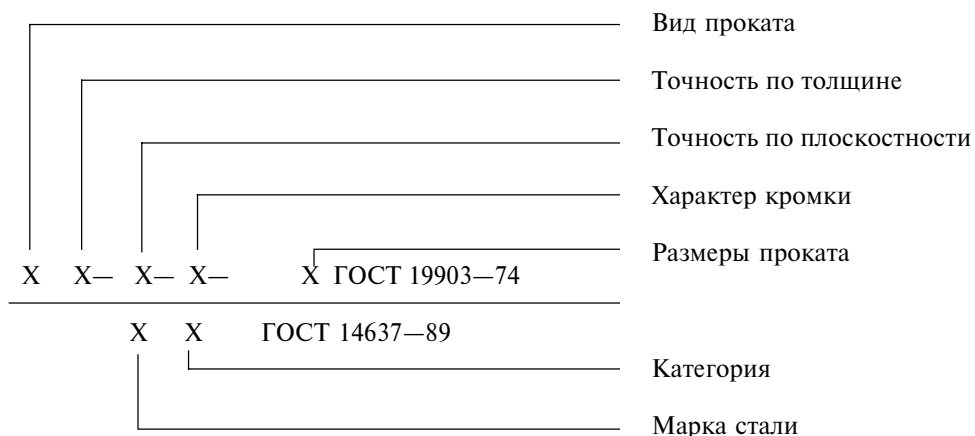 Вид проката
Точность по толщине
Точность по плоскостности
Характер кромки
Размеры проката
Х Х— Х— Х— Х ГОСТ 19903—74
Х Х ГОСТ 14637—89
Категория
Марка стали